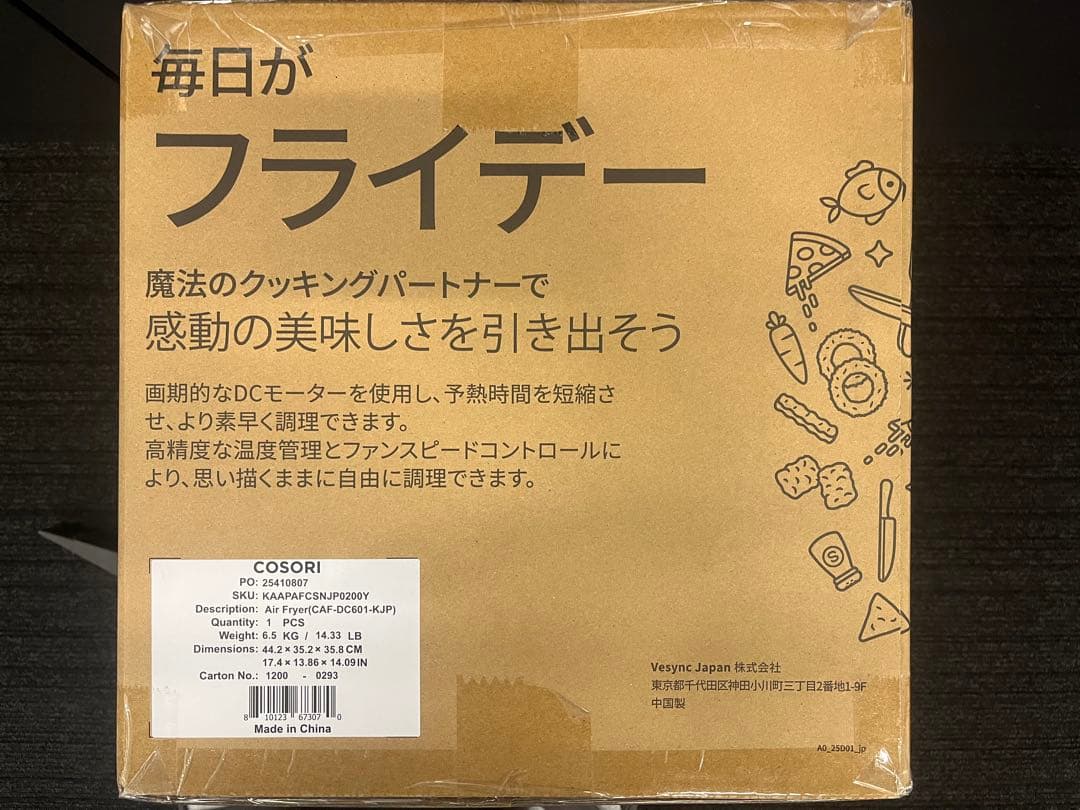 毎日が
フライデー
魔法のクッキングパートナーで
感動の美味しさを引き出そう
画期的なDCモーターを使用し、予熱時間を短縮さ
せ、より素早く調理できます。
高精度な温度管理とファンスピードコントロールに
より、思い描くままに自由に調理できます。
S
COSORI
PO: 25410807
SKU: KAAPAFCSNJP0200Y
Description: Air Fryer(CAF-DC601-KJP)
Quantity: 1 PCS
Weight: 6.5 KG / 14.33 LB
Dimensions: 44.2×35.2×35.8CM
17.4×13.86×14.09IN
Carton No.: 1200 - 0293
8 10123 67307 0
Made in China
Vesync Japan 株式会社
東京都千代田区神田小川町三丁目2番地1-9F
中国製
A0_25D01_jp